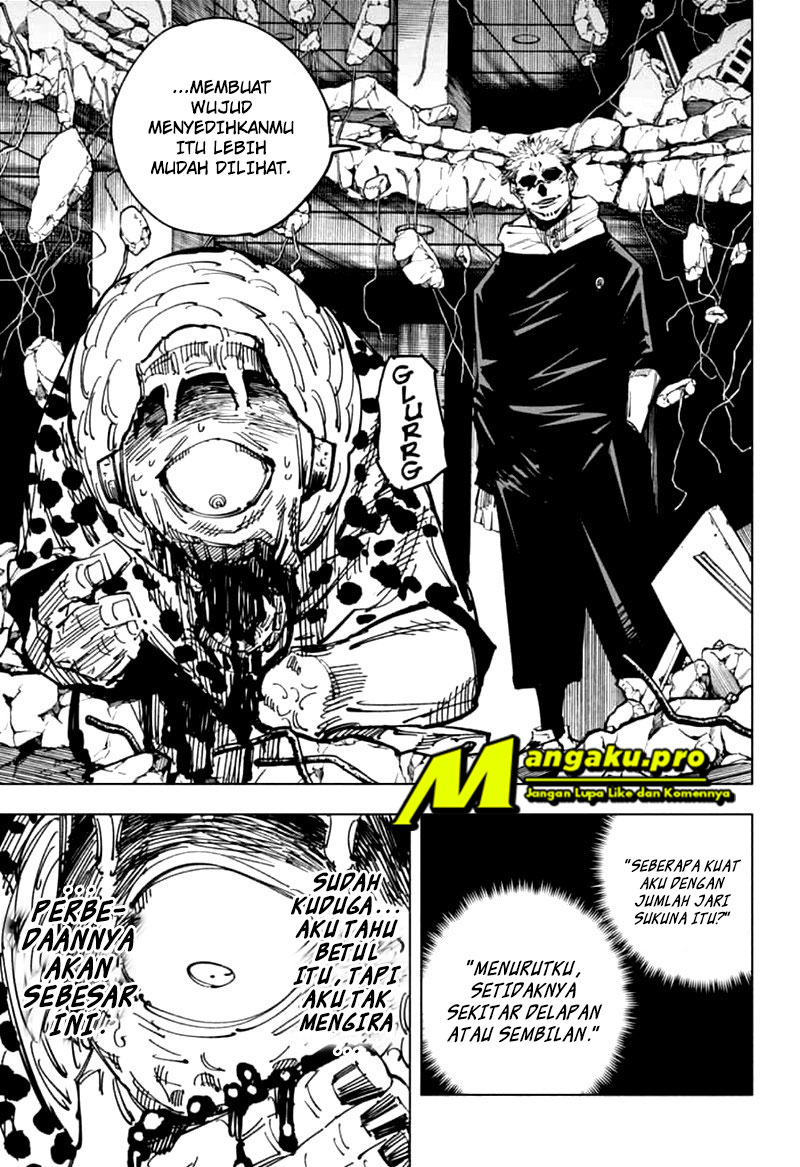 ...MEMBUAT
WUJUD
MENYEDIHKANMU
ITU LEBIH
MUDAH DILIHAT.
GLURRG
Mangaku.pro
Jangan Lupa Like dan Komennya
"SEBERAPA KUAT
AKU DENGAN
JUMLAH JARI
SUKUNA ITU?"
"MENURUTKU,
SETIDAKNYA
SEKITAR DELAPAN
ATAU SEMBILAN."
SUDAH
KUDUGA...
AKU TAHU
BETUL
ITU, TAPI
AKU TAK
MENGIRA
....
....
PERBE-
DAANNYA
AKAN
SEBESAR
INI.